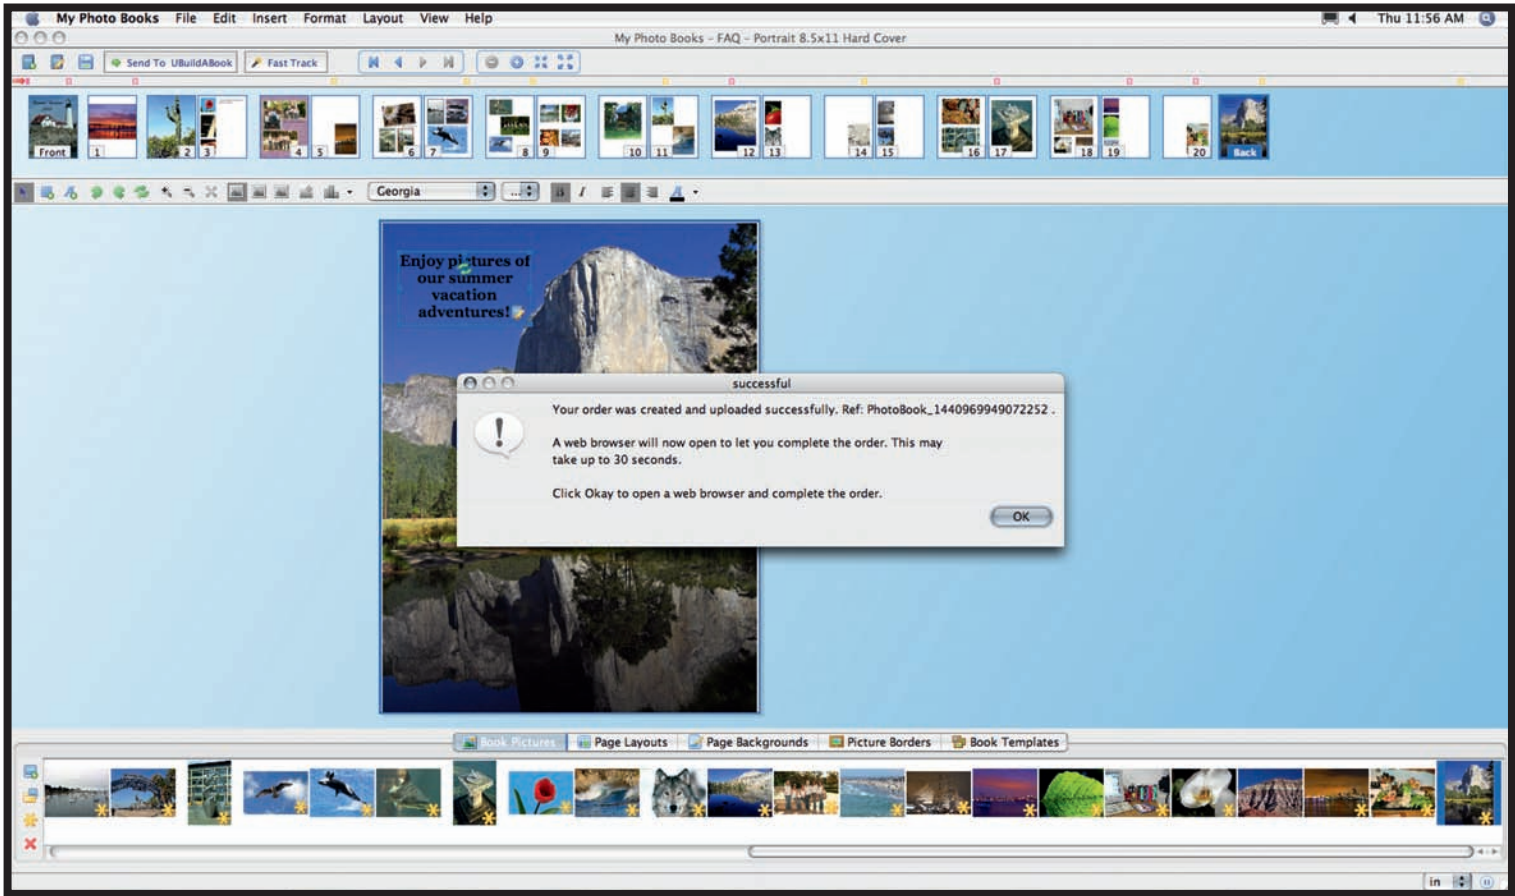 My Photo Books File Edit Insert Format Layout View Help Thu 11:56 AM
My Photo Books – FAQ – Portrait 8.5x11 Hard Cover
Send To UBuildABook Fast Track
Front 1 2 3 4 5 6 7 8 9 10 11 12 13 14 15 16 17 18 19 20 Back
Georgia ... B I A
Enjoy pictures of
our summer
vacation
adventures!
successful
Your order was created and uploaded successfully. Ref: PhotoBook_1440969949072252 .
A web browser will now open to let you complete the order. This may
take up to 30 seconds.
Click Okay to open a web browser and complete the order.
OK
Book Pictures Page Layouts Page Backgrounds Picture Borders Book Templates
in